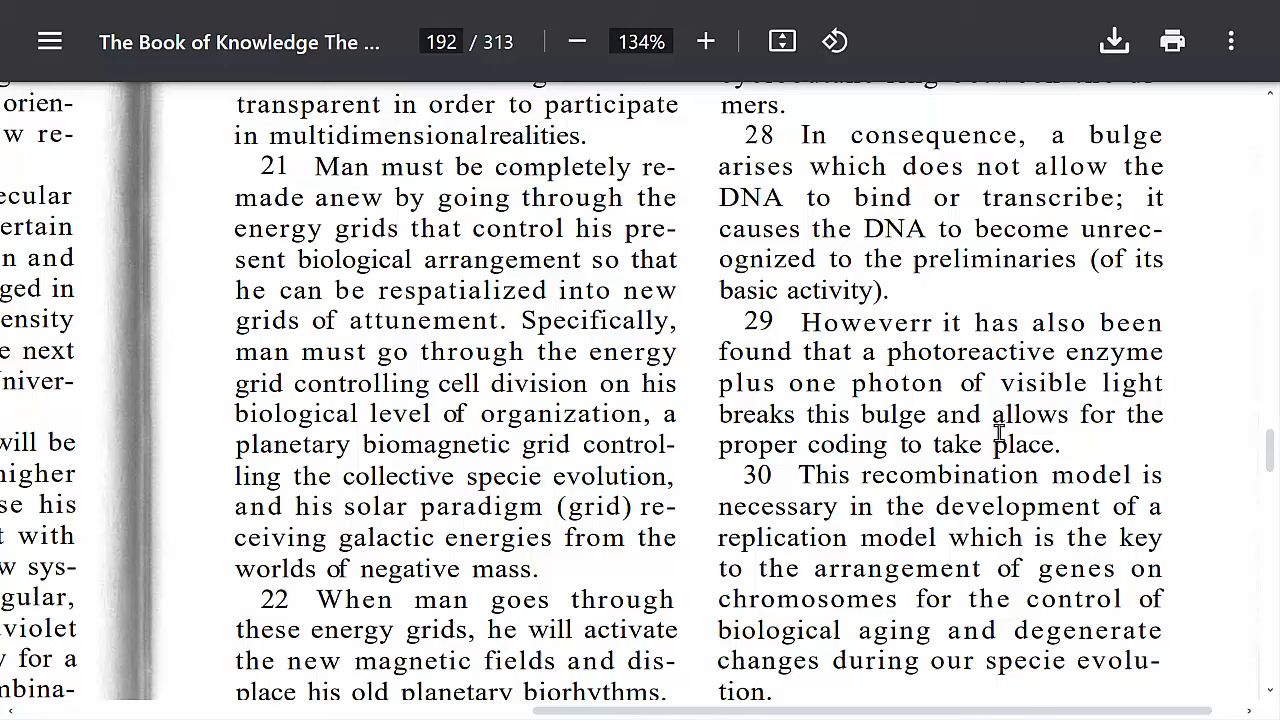 The Book of Knowledge The ...
192 / 313
134%
orien-
w re-
ecular
ertain
n and
ged in
ensity
e next
niver-
will be
higher
se his
t with
w sys-
gular,
violet
y for a
mbina-
transparent in order to participate
in multidimensionalrealities.
21 Man must be completely re-
made anew by going through the
energy grids that control his pre-
sent biological arrangement so that
he can be respatialized into new
grids of attunement. Specifically,
man must go through the energy
grid controlling cell division on his
biological level of organization, a
planetary biomagnetic grid control-
ling the collective specie evolution,
and his solar paradigm (grid) re-
ceiving galactic energies from the
worlds of negative mass.
22 When man goes through
these energy grids, he will activate
the new magnetic fields and dis-
place his old planetary biorhythms.
mers.
28 In consequence, a bulge
arises which does not allow the
DNA to bind or transcribe; it
causes the DNA to become unrec-
ognized to the preliminaries (of its
basic activity).
29 Howeverr it has also been
found that a photoreactive enzyme
plus one photon of visible light
breaks this bulge and allows for the
proper coding to take place.
30 This recombination model is
necessary in the development of a
replication model which is the key
to the arrangement of genes on
chromosomes for the control of
biological aging and degenerate
changes during our specie evolu-
tion.